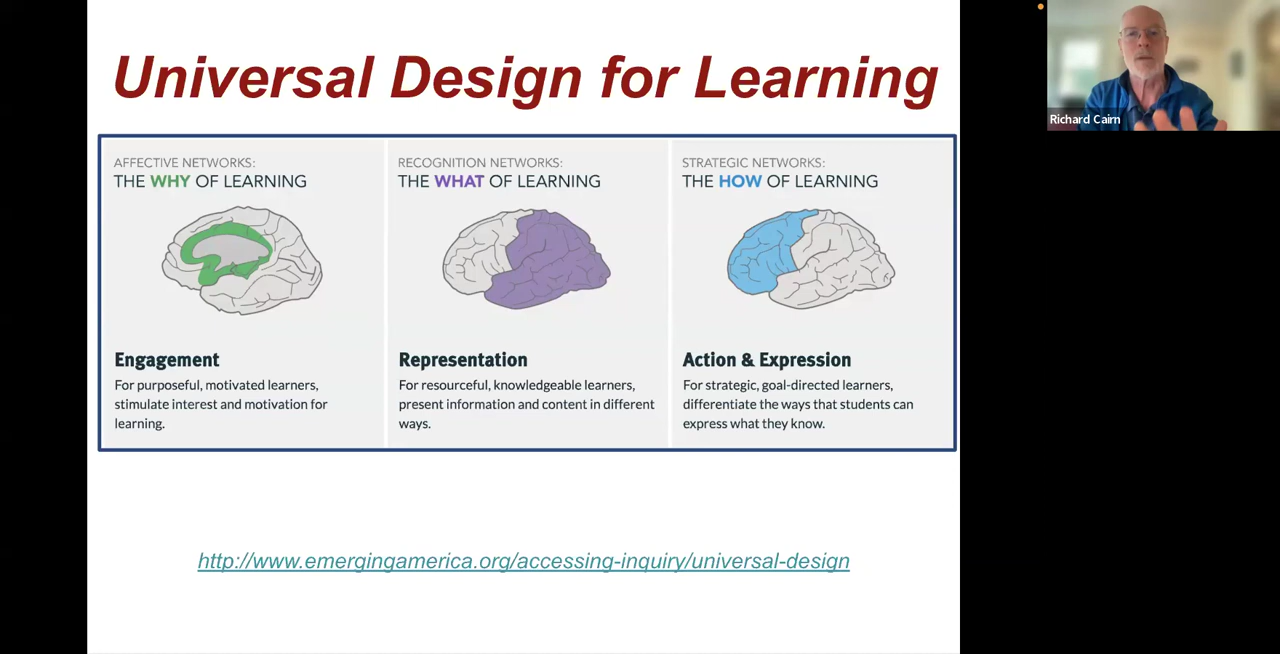 Universal Design for Learning
AFFECTIVE NETWORKS:
THE WHY OF LEARNING
Engagement
For purposeful, motivated learners,
stimulate interest and motivation for
learning.
RECOGNITION NETWORKS:
THE WHAT OF LEARNING
Representation
For resourceful, knowledgeable learners,
present information and content in different
ways.
STRATEGIC NETWORKS:
THE HOW OF LEARNING
Action & Expression
For strategic, goal-directed learners,
differentiate the ways that students can
express what they know.
http://www.emergingamerica.org/accessing-inquiry/universal-design
Richard Cairn